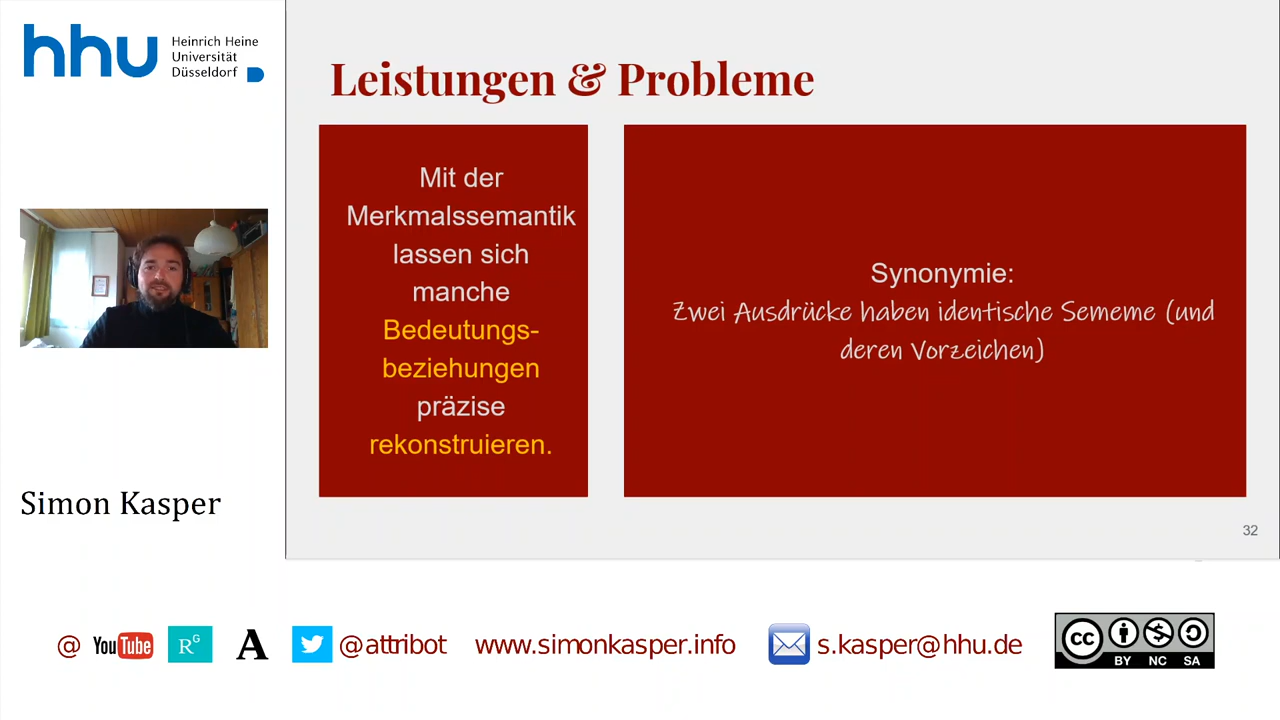 hhu
Heinrich Heine
Universität
Düsseldorf
Leistungen & Probleme
Mit der
Merkmalssemantik
lassen sich
manche
Bedeutungs-
beziehungen
präzise
rekonstruieren.
Synonymie:
Zwei Ausdrücke haben identische Sememe (und
deren Vorzeichen)
Simon Kasper
32
@ YouTube RG A @attribot www.simonkasper.info s.kasper@hhu.de
cc
BY NC SA